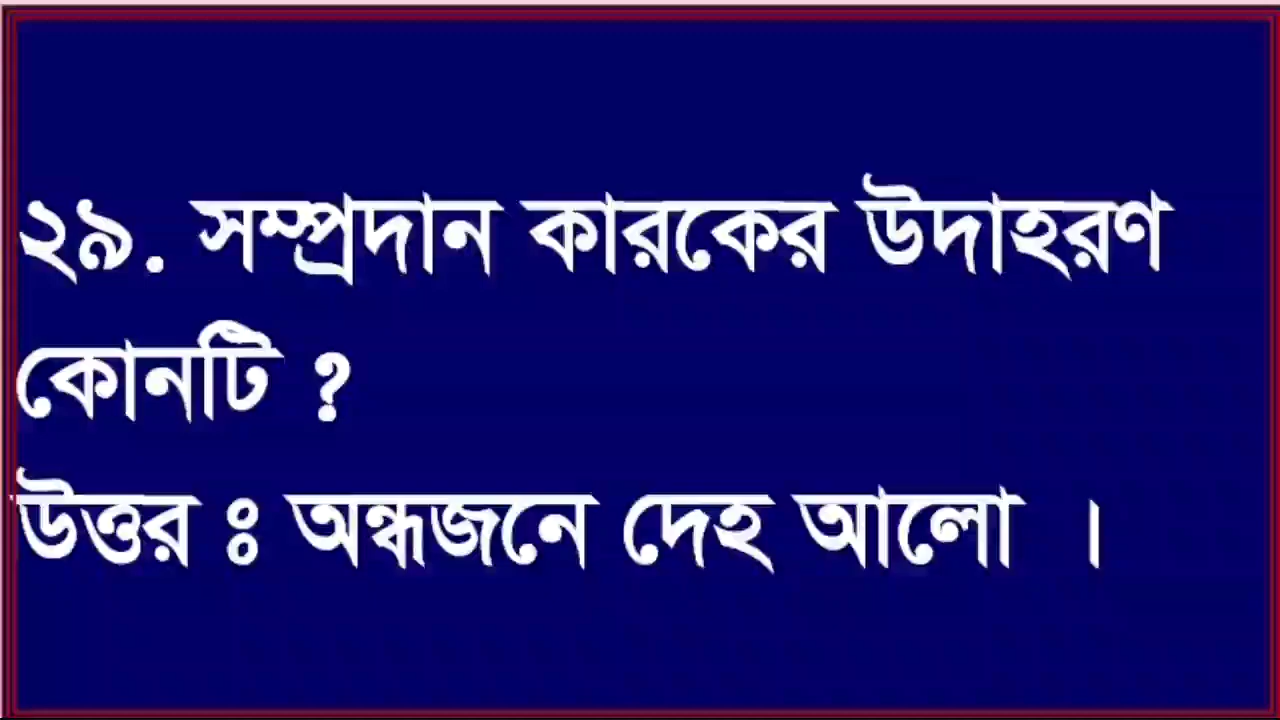 ২৯. সম্প্রদান কারকের উদাহরণ
কোনটি ?
উত্তর ঃ অন্ধজনে দেহ আলো ।